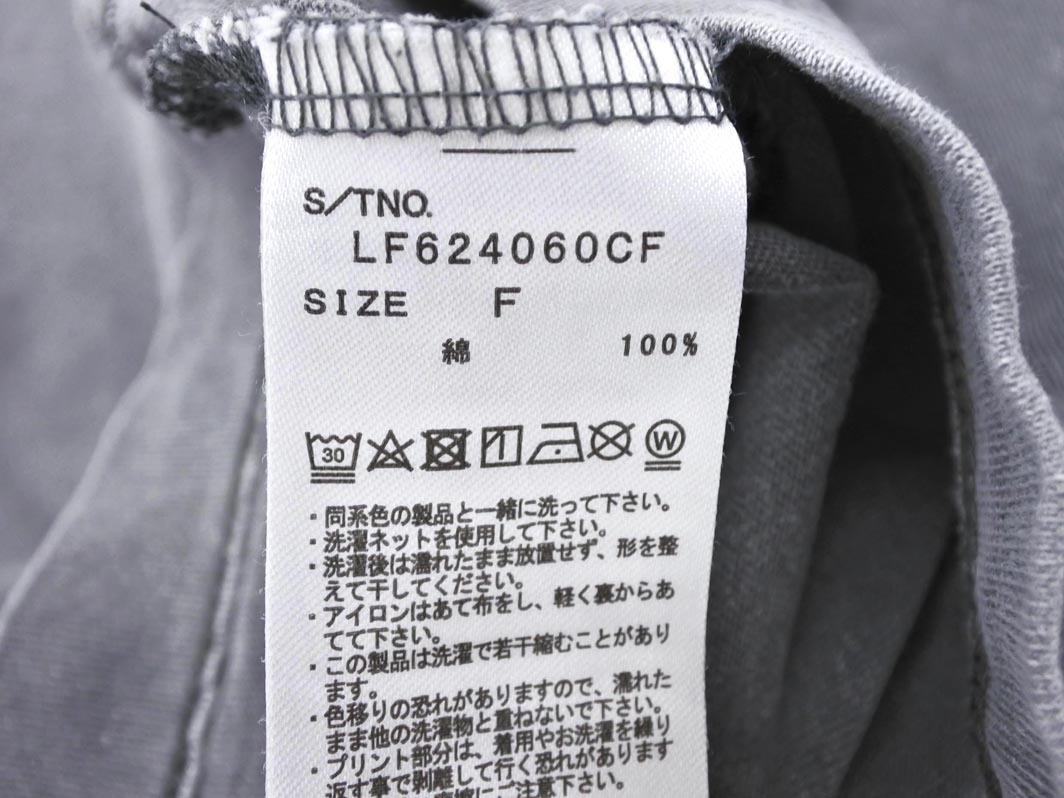 S/TNO.
LF624060CF
SIZE F
綿 100%
30 W
・同系色の製品と一緒に洗って下さい。
・洗濯ネットを使用して下さい。
・洗濯後は濡れたまま放置せず、形を整
えて干してください。
・アイロンはあて布をし、軽く裏からあ
てて下さい。
・この製品は洗濯で若干縮むことがあり
ます。
・色移りの恐れがありますので、濡れた
まま他の洗濯物と重ねないで下さい。
・プリント部分は、着用やお洗濯を繰り
返す事で剥離して行く恐れがあります
にご注意下さい。